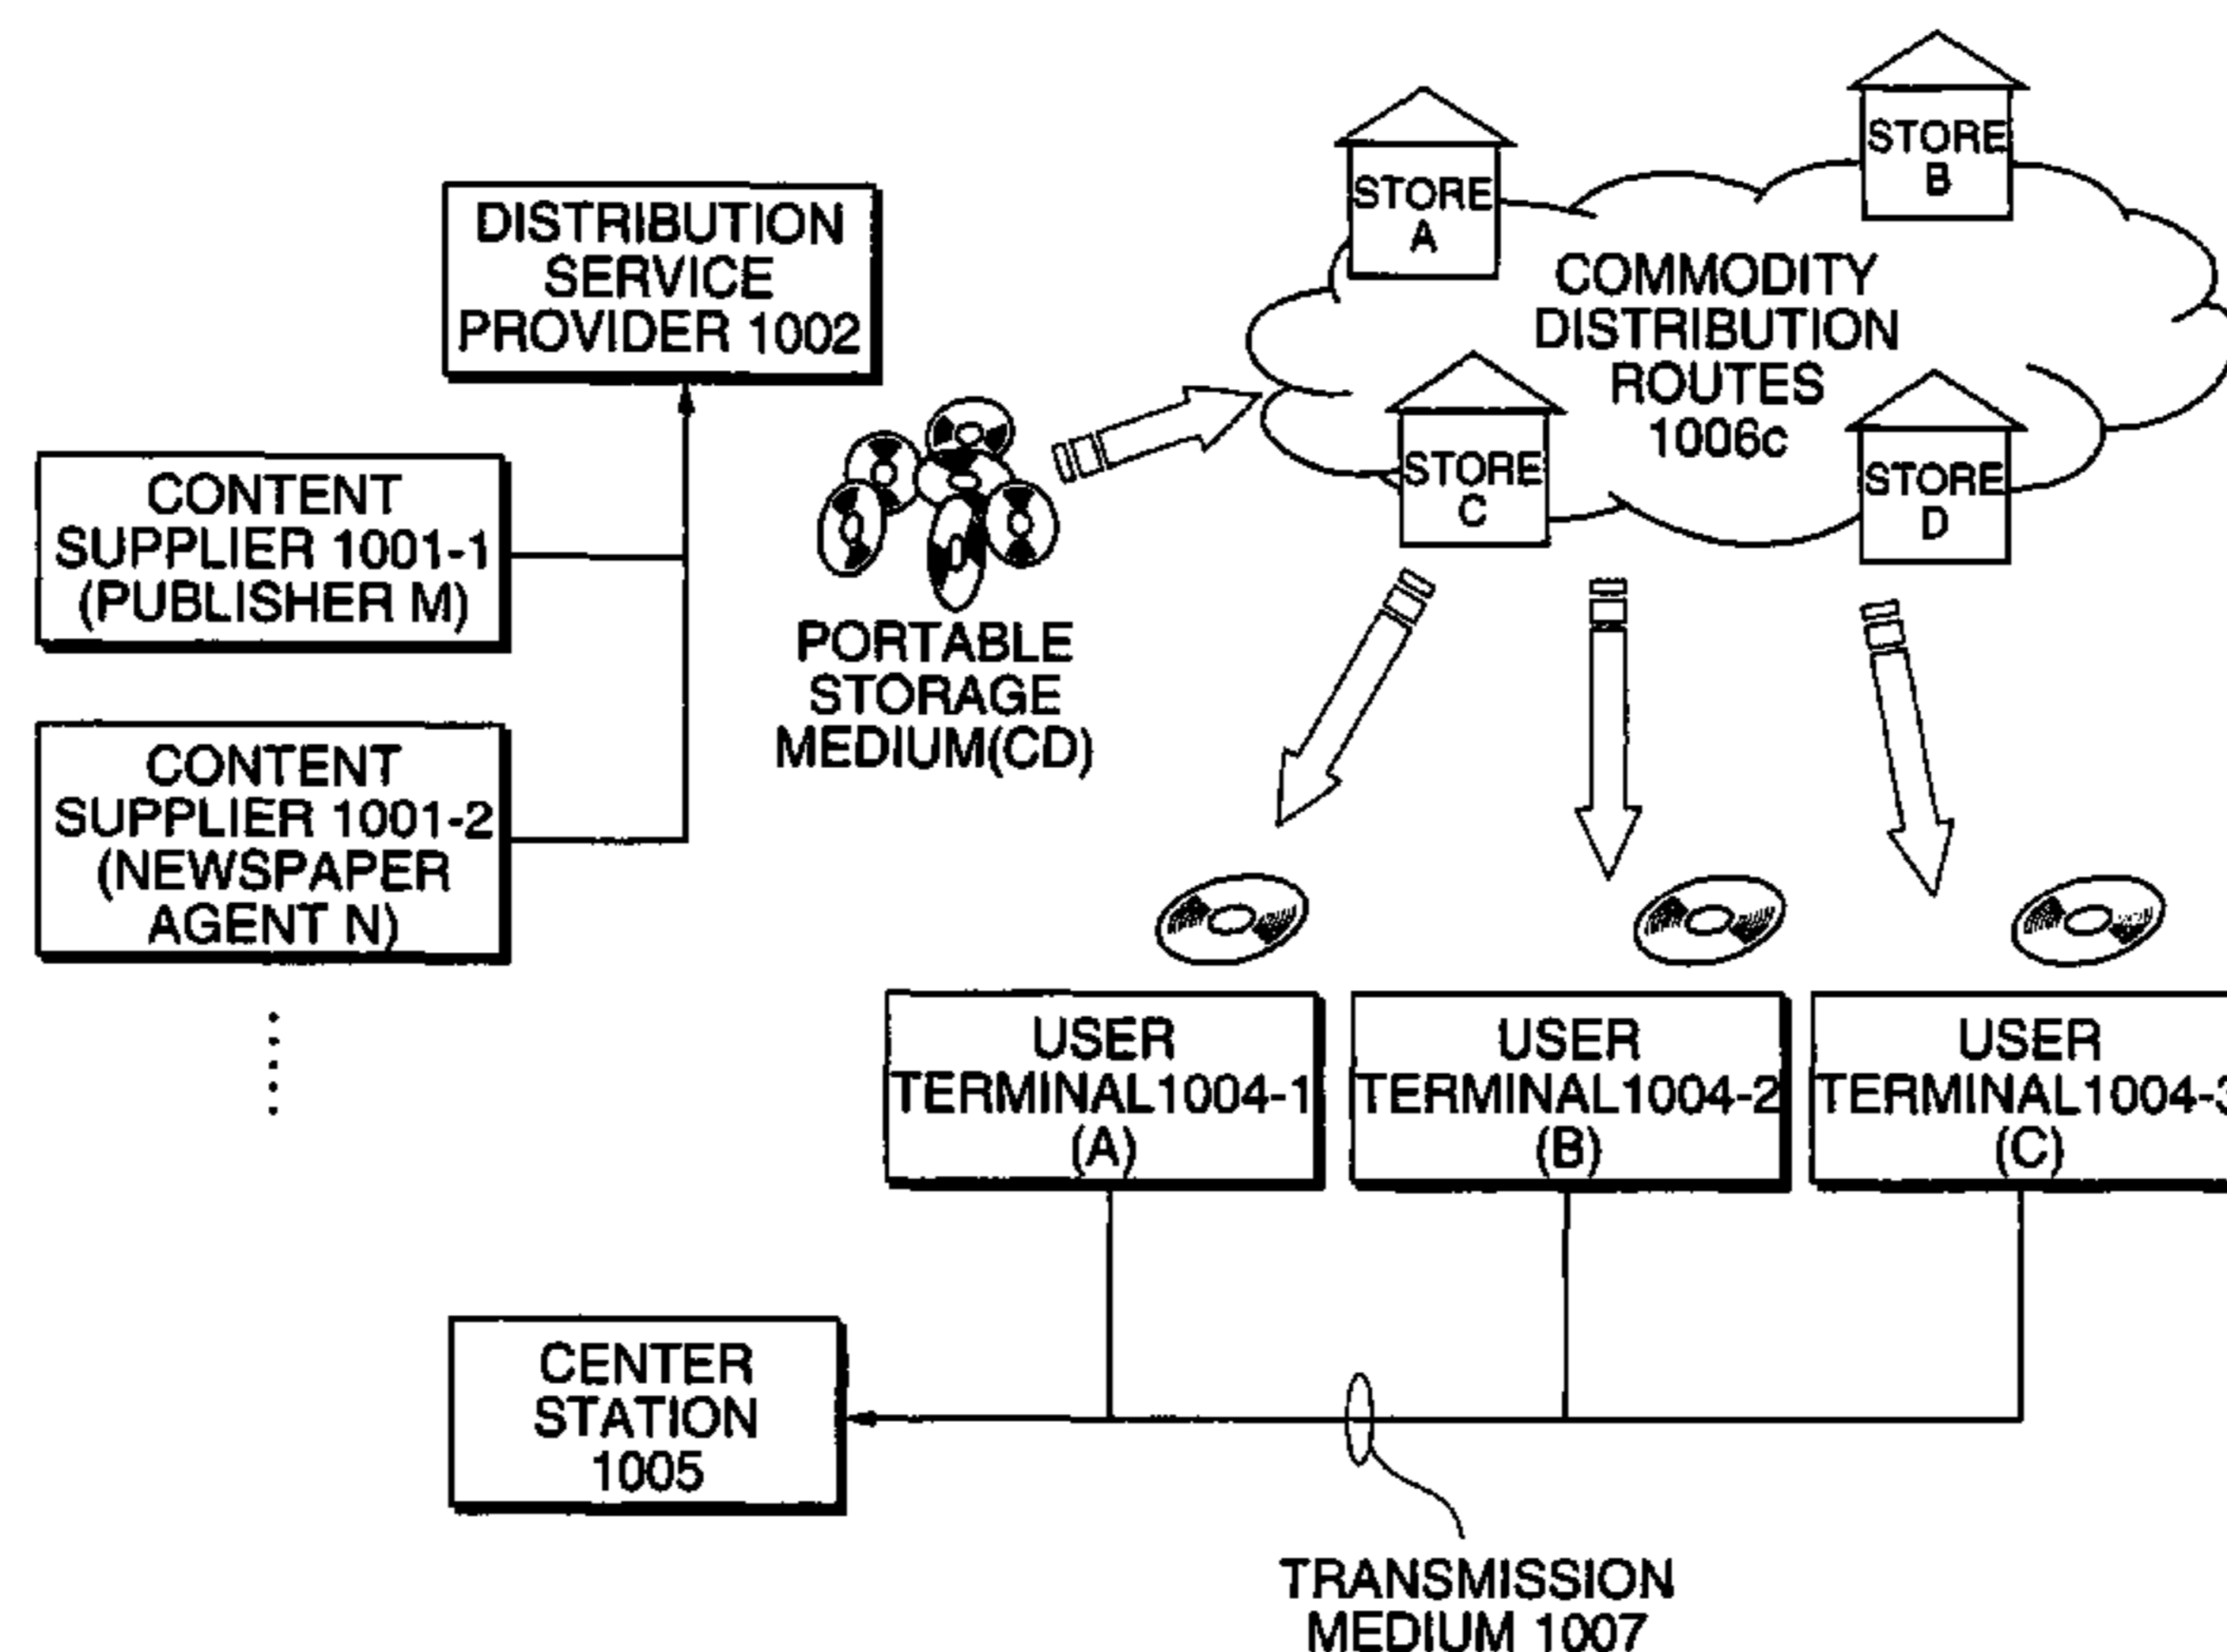 DISTRIBUTION
SERVICE
PROVIDER 1002
STORE
A
STORE
B
COMMODITY
DISTRIBUTION
ROUTES
1006c
STORE
C
STORE
D
CONTENT
SUPPLIER 1001-1
(PUBLISHER M)
PORTABLE
STORAGE
MEDIUM(CD)
CONTENT
SUPPLIER 1001-2
(NEWSPAPER
AGENT N)
USER
TERMINAL1004-1
(A)
USER
TERMINAL1004-2
(B)
USER
TERMINAL1004-3
(C)
CENTER
STATION
1005
TRANSMISSION
MEDIUM 1007